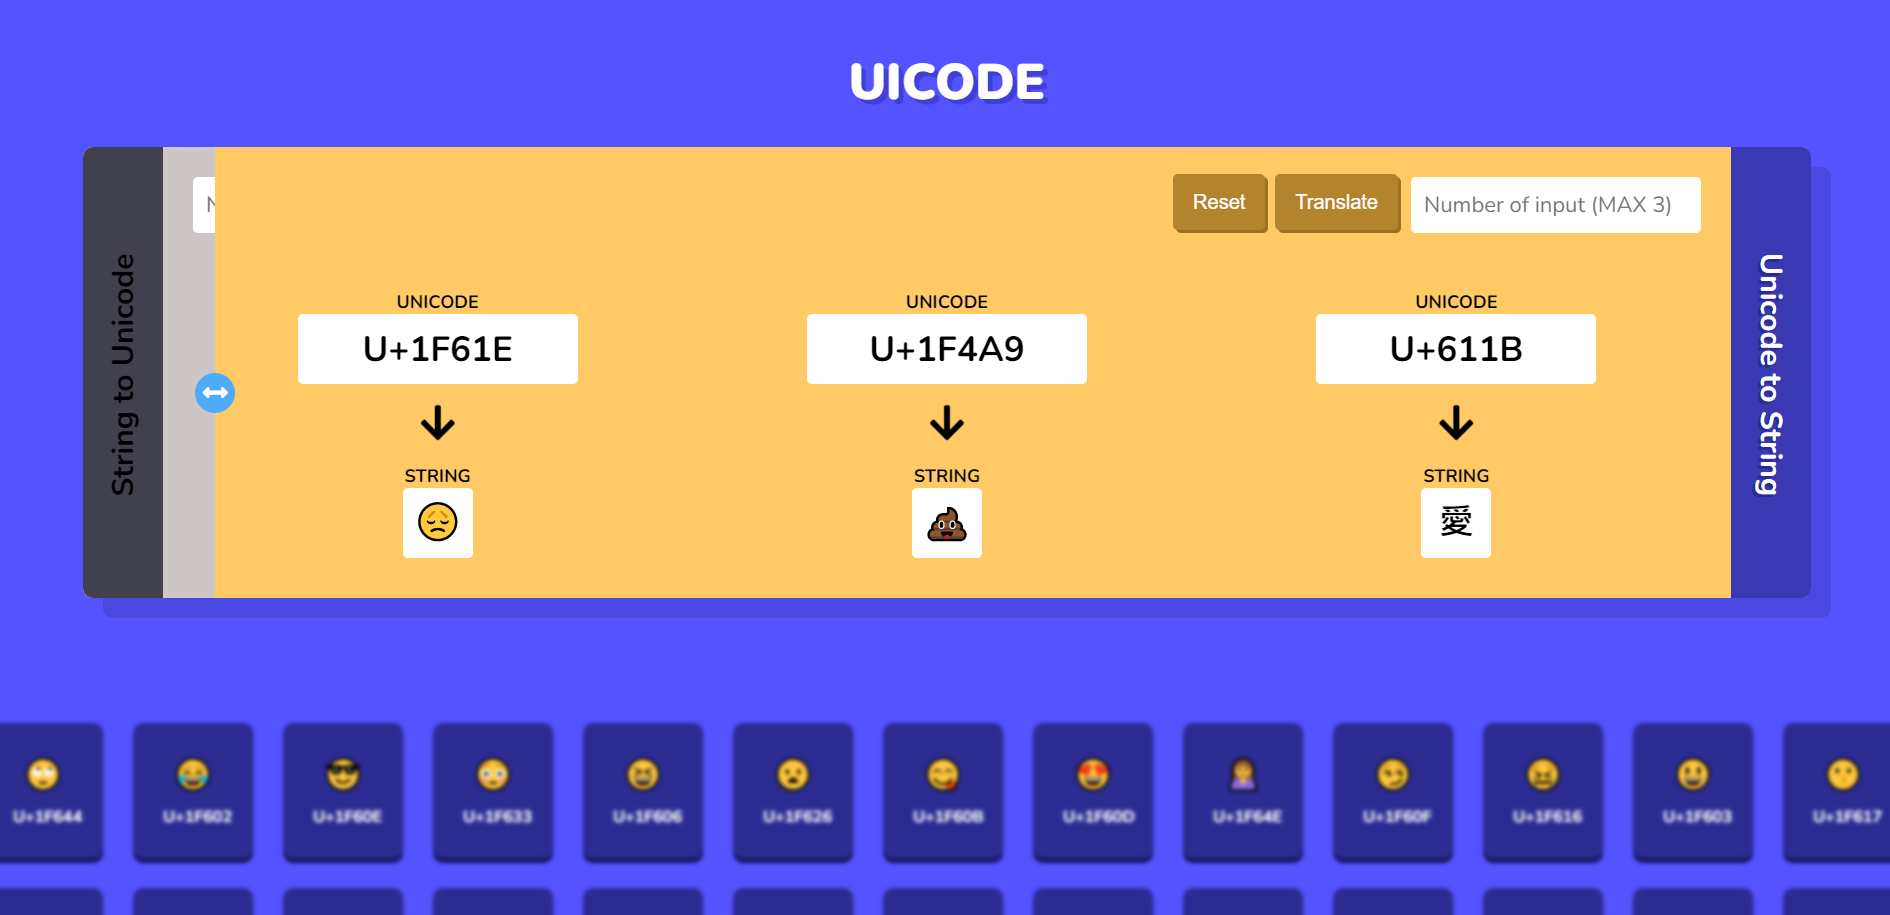 UICODE
String to Unicode
N
Reset
Translate
Number of input (MAX 3)
Unicode to String
UNICODE
U+1F61E
STRING
😞
UNICODE
U+1F4A9
STRING
💩
UNICODE
U+611B
STRING
愛
U+1F644
U+1F602
U+1F60E
U+1F633
U+1F606
U+1F626
U+1F60B
U+1F60D
U+1F64E
U+1F60F
U+1F616
U+1F603
U+1F617